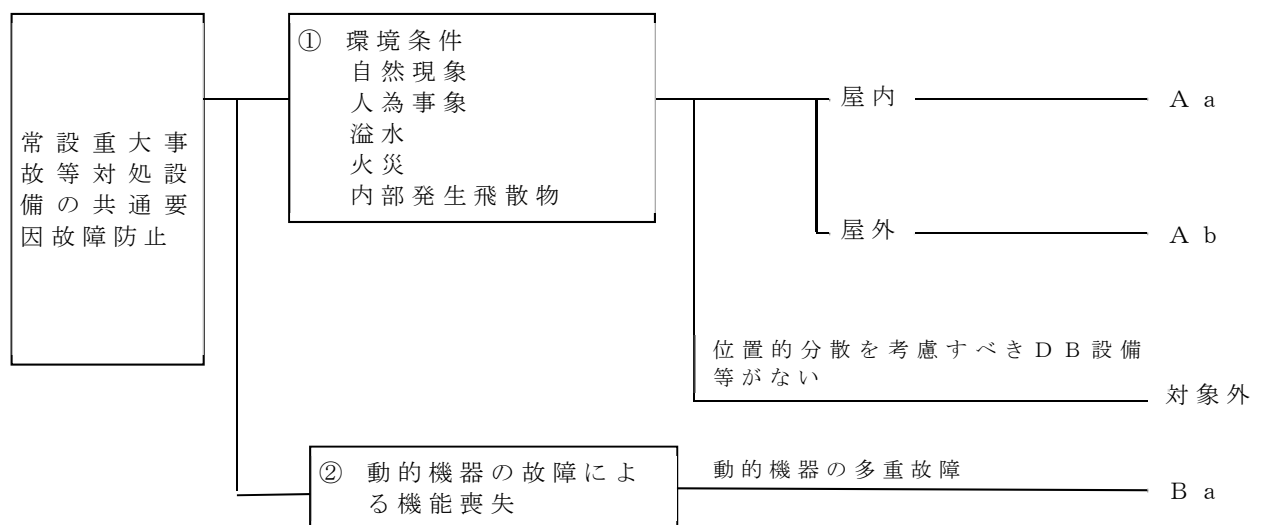 常設重大事
故等対処設
備の共通要
因故障防止
① 環境条件
自然現象
人為事象
溢水
火災
内部発生飛散物
屋内
Aa
屋外
Ab
位置的分散を考慮すべきDB設備
等がない
対象外
② 動的機器の故障によ
る機能喪失
動的機器の多重故障
Ba